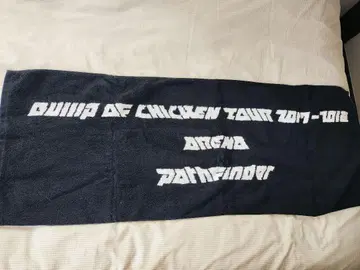 BUMP OF CHICKEN TOUR 2017-2018
ARENA
PATHFINDER